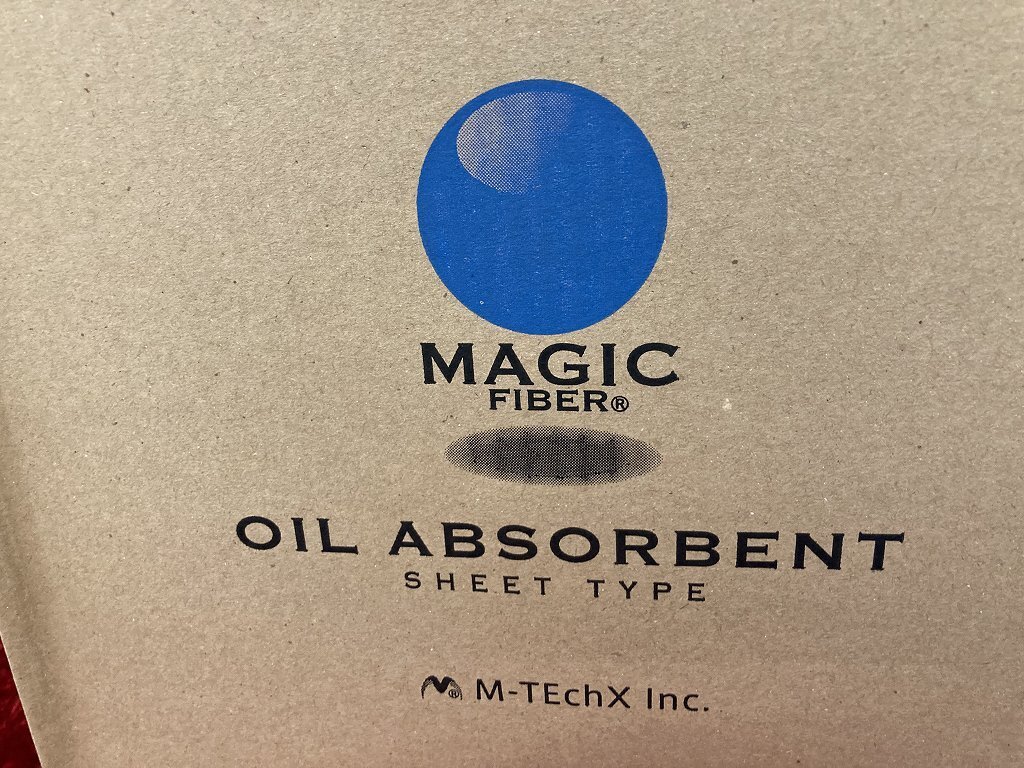 MAGIC
FIBER®
OIL ABSORBENT
SHEET TYPE
® M-TEchX Inc.